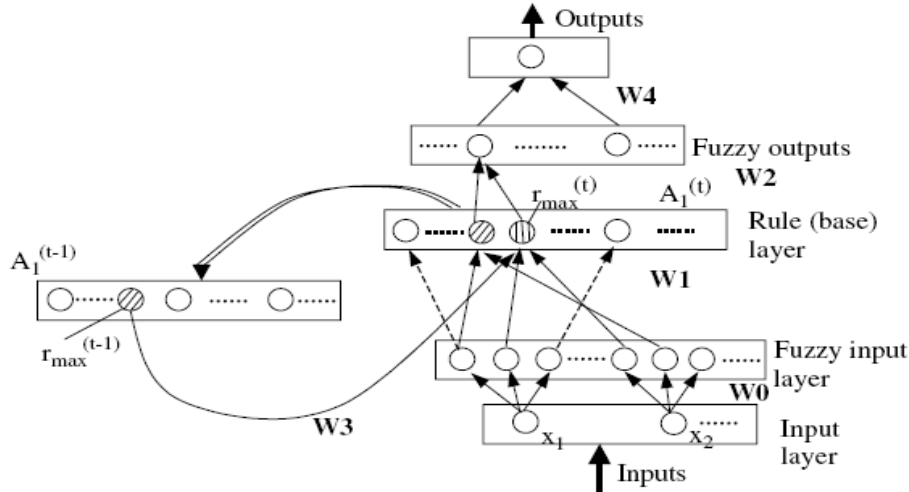 Outputs
W4
Fuzzy outputs
W2
r_max^(t)
A_1^(t)
Rule (base)
layer
A_1^(t-1)
W1
r_max^(t-1)
Fuzzy input
layer
W0
W3
x_1
x_2
Input
layer
Inputs